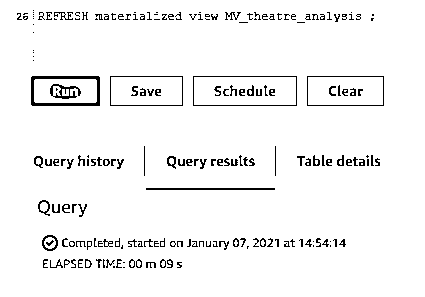 26 REFRESH materialized view MV_theatre_analysis ;
Run Save Schedule Clear
Query history Query results Table details
Query
Completed, started on January 07, 2021 at 14:54:14
ELAPSED TIME: 00 m 09 s